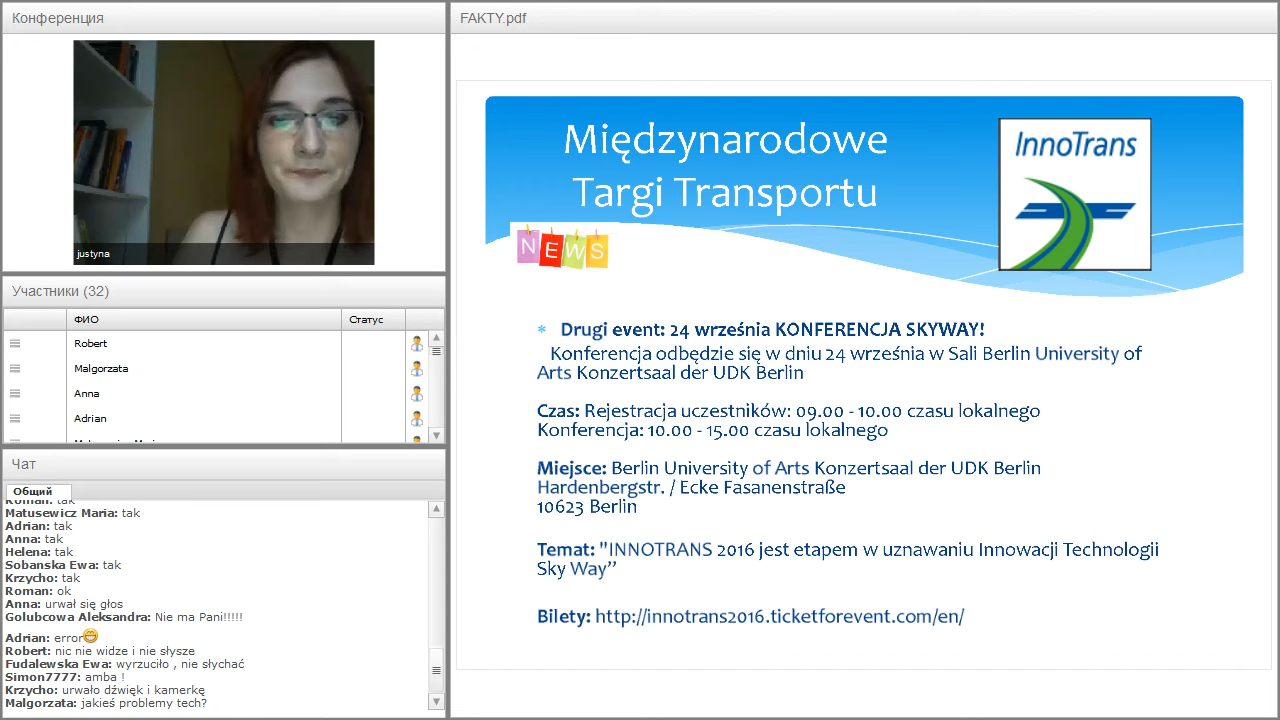 Конференция
justyna
Участники (32)
ФИО
Статус
Robert
Malgorzata
Anna
Adrian
Чат
Общий
Roman: tak
Matusewicz Maria: tak
Adrian: tak
Anna: tak
Helena: tak
Sobanska Ewa: tak
Krzycho: tak
Roman: ok
Anna: urwał się głos
Golubcowa Aleksandra: Nie ma Pani!!!!!
Adrian: error
Robert: nic nie widze i nie słysze
Fudalewska Ewa: wyrzuciło , nie słychać
Simon7777: amba !
Krzycho: urwało dźwięk i kamerkę
Malgorzata: jakieś problemy tech?
FAKTY.pdf
Międzynarodowe
Targi Transportu
InnoTrans
NEWS
* Drugi event: 24 września KONFERENCJA SKYWAY!
Konferencja odbędzie się w dniu 24 września w Sali Berlin University of
Arts Konzertsaal der UDK Berlin
Czas: Rejestracja uczestników: 09.00 - 10.00 czasu lokalnego
Konferencja: 10.00 - 15.00 czasu lokalnego
Miejsce: Berlin University of Arts Konzertsaal der UDK Berlin
Hardenbergstr. / Ecke Fasanenstraße
10623 Berlin
Temat: "INNOTRANS 2016 jest etapem w uznawaniu Innowacji Technologii
Sky Way”
Bilety: http://innotrans2016.ticketforevent.com/en/